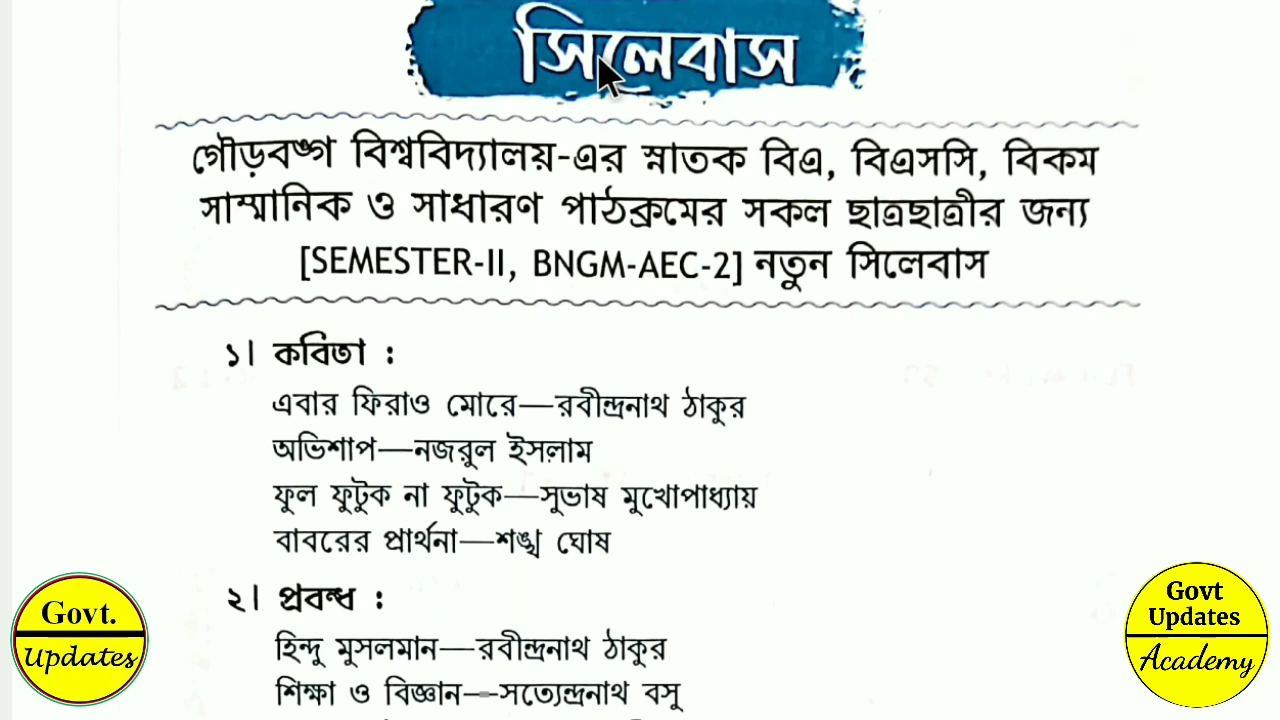 সিলেবাস
গৌড়বঙ্গ বিশ্ববিদ্যালয়-এর স্নাতক বিএ, বিএসসি, বিকম
সাম্মানিক ও সাধারণ পাঠক্রমের সকল ছাত্রছাত্রীর জন্য
[SEMESTER-II, BNGM-AEC-2] নতুন সিলেবাস
১। কবিতা :
এবার ফিরাও মোরে—রবীন্দ্রনাথ ঠাকুর
অভিশাপ—নজরুল ইসলাম
ফুল ফুটুক না ফুটুক—সুভাষ মুখোপাধ্যায়
বাবরের প্রার্থনা—শঙ্খ ঘোষ
২। প্রবন্ধ :
হিন্দু মুসলমান—রবীন্দ্রনাথ ঠাকুর
শিক্ষা ও বিজ্ঞান—সত্যেন্দ্রনাথ বসু
Govt.
Updates
Govt
Updates
Academy